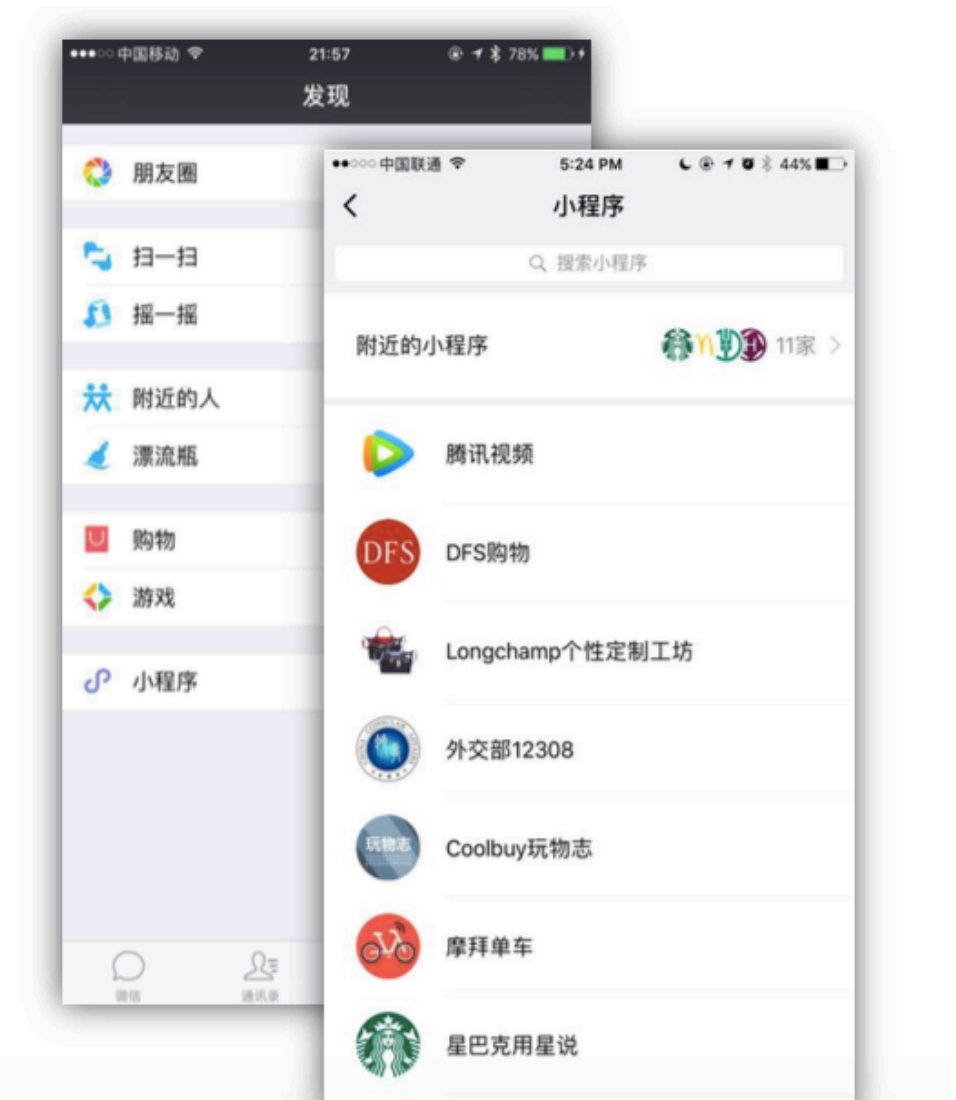 中国移动 21:57 78%
发现
朋友圈
扫一扫
摇一摇
附近的人
漂流瓶
购物
游戏
小程序
微信 通讯录
中国联通 5:24 PM 44%
小程序
搜索小程序
附近的小程序 11家
腾讯视频
DFS
DFS购物
Longchamp个性定制工坊
外交部12308
玩物志
Coolbuy玩物志
摩拜单车
星巴克用星说